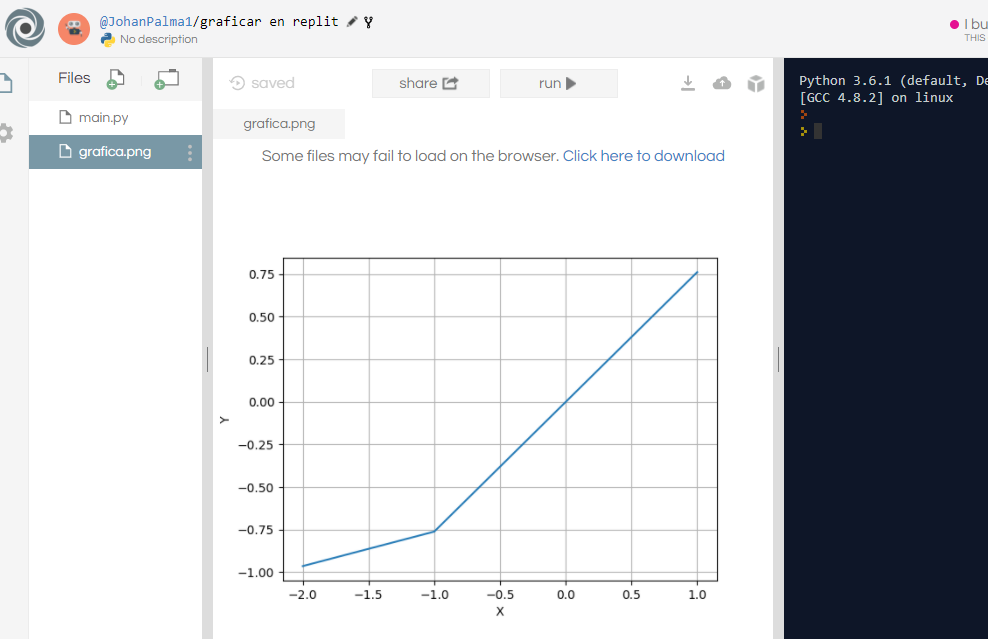 @JohanPalma1/graficar en replit
No description
I bu
THIS
Files
main.py
grafica.png
saved
share
run
grafica.png
Some files may fail to load on the browser. Click here to download
0.75
0.50
0.25
0.00
−0.25
−0.50
−0.75
−1.00
Y
−2.0 −1.5 −1.0 −0.5 0.0 0.5 1.0
X
Python 3.6.1 (default, De
[GCC 4.8.2] on linux